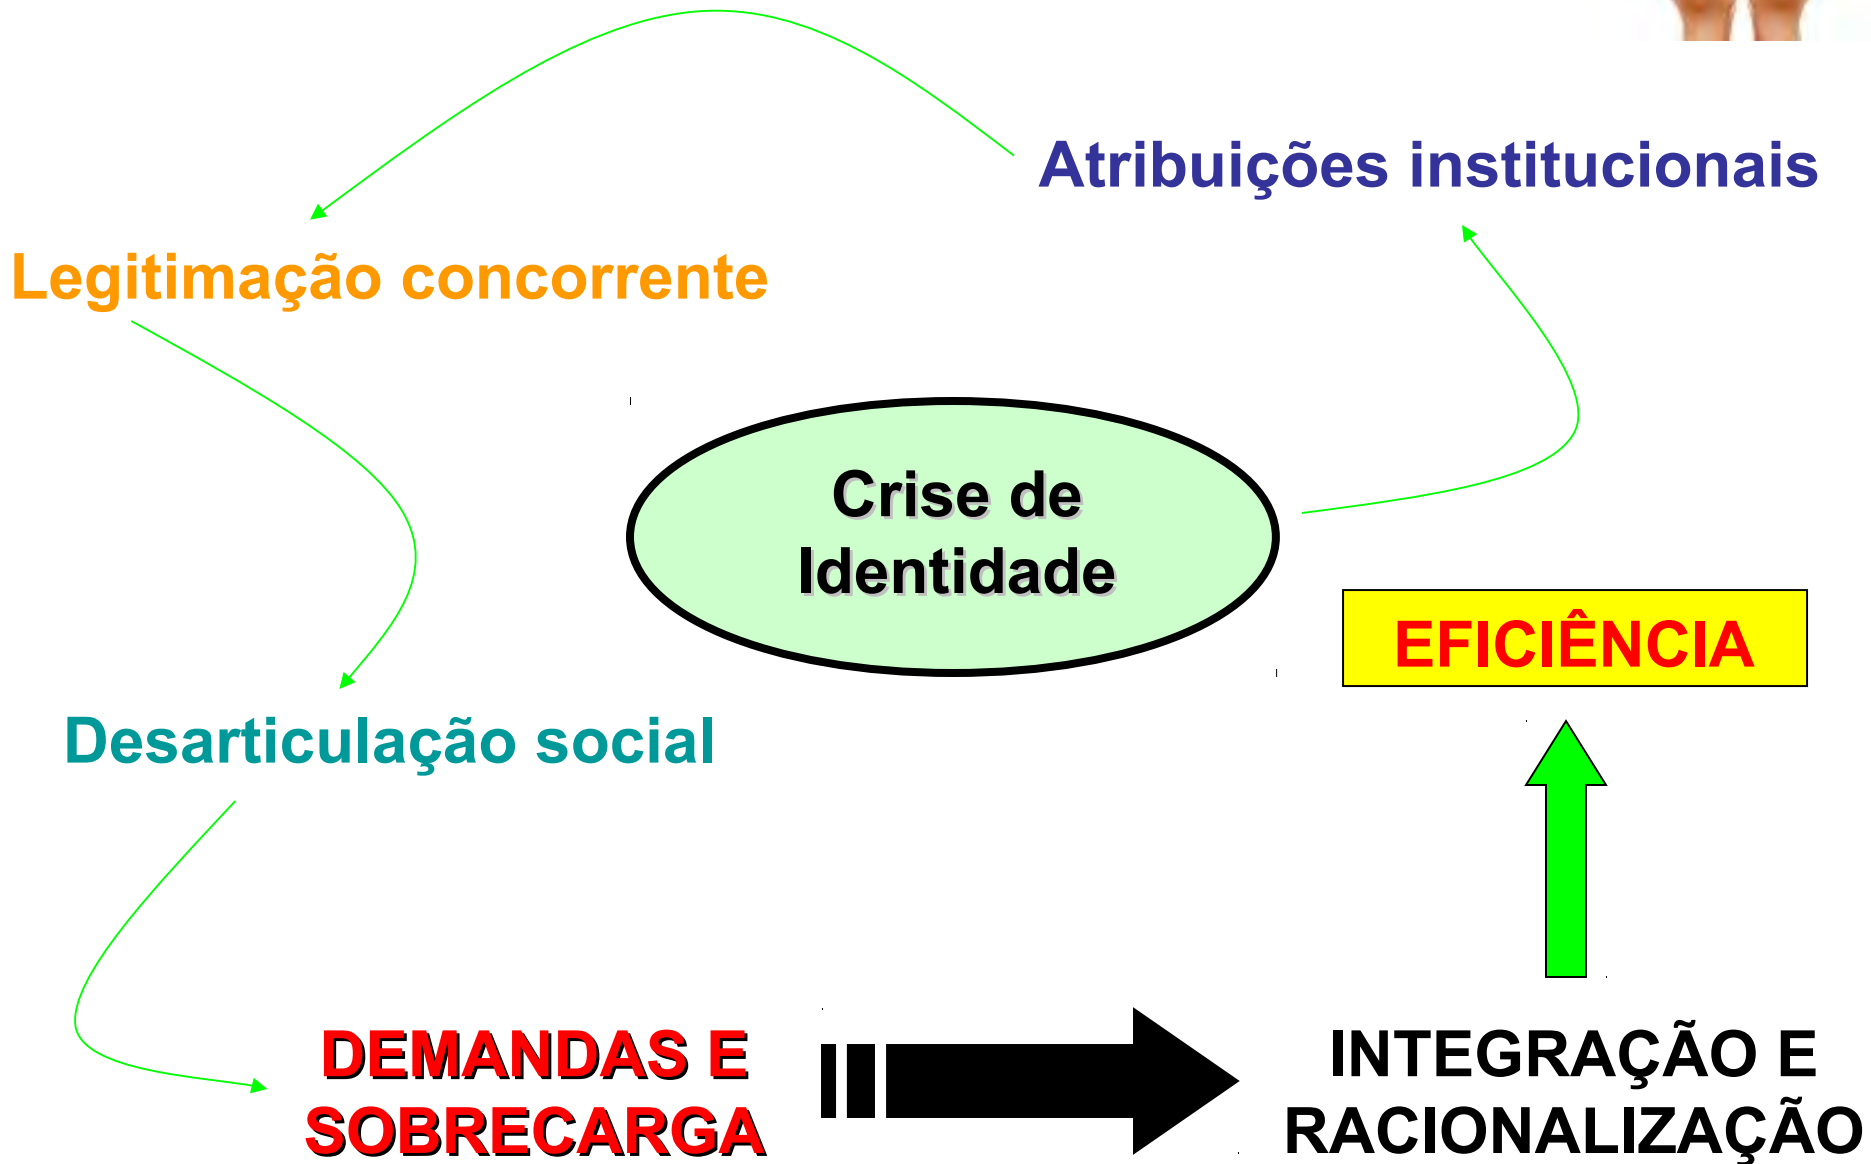 Atribuições institucionais
Legitimação concorrente
Crise de
Identidade
EFICIÊNCIA
Desarticulação social
DEMANDAS E
SOBRECARGA
INTEGRAÇÃO E
RACIONALIZAÇÃO